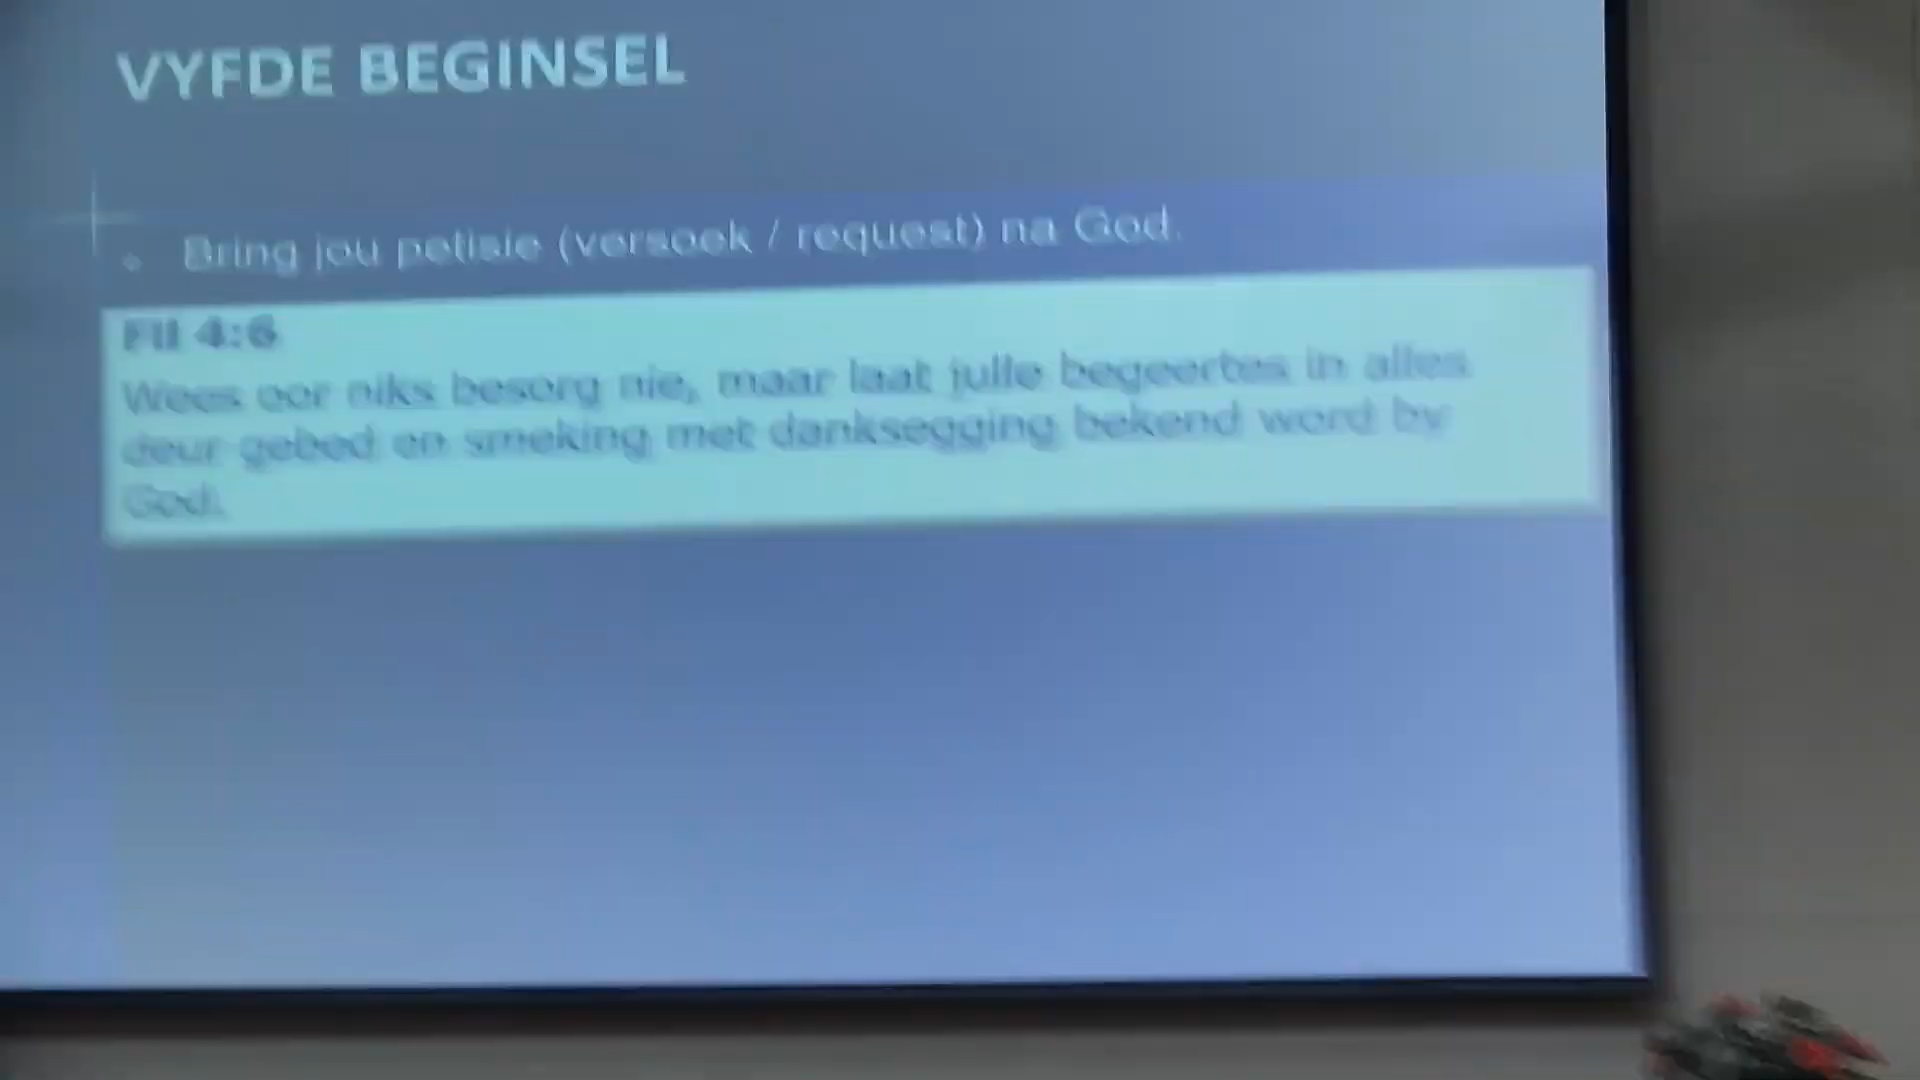 VYFDE BEGINSEL
Bring jou petisie (versoek / request) na God.
Fil 4:6
Wees oor niks besorg nie, maar laat julle begeertes in alles
deur gebed en smeking met danksegging bekend word by
God.